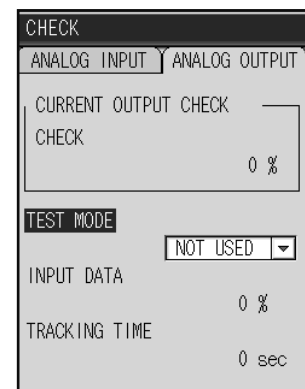 CHECK
ANALOG INPUT ANALOG OUTPUT
CURRENT OUTPUT CHECK
CHECK
0 %
TEST MODE
NOT USED
INPUT DATA
0 %
TRACKING TIME
0 sec